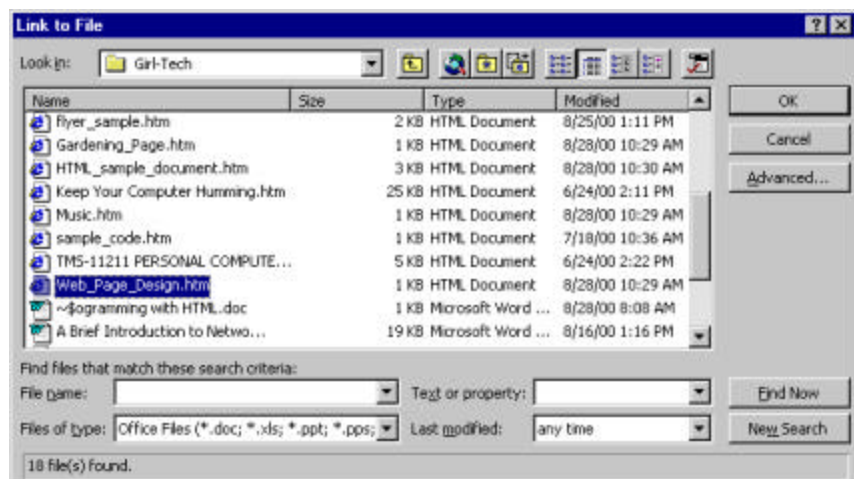 Link to File
Look in: Girl-Tech
Name Size Type Modified
flyer_sample.htm 2 KB HTML Document 8/25/00 1:11 PM
Gardening_Page.htm 1 KB HTML Document 8/28/00 10:29 AM
HTML_sample_document.htm 3 KB HTML Document 8/28/00 10:30 AM
Keep Your Computer Humming.htm 25 KB HTML Document 6/24/00 2:11 PM
Music.htm 1 KB HTML Document 8/28/00 10:29 AM
sample_code.htm 1 KB HTML Document 7/18/00 10:36 AM
TMS-11211 PERSONAL COMPUTE... 5 KB HTML Document 6/24/00 2:22 PM
Web_Page_Design.htm 1 KB HTML Document 8/28/00 10:29 AM
~$ogramming with HTML.doc 1 KB Microsoft Word ... 8/28/00 8:08 AM
A Brief Introduction to Netwo... 19 KB Microsoft Word ... 8/16/00 1:16 PM
OK
Cancel
Advanced...
Find files that match these search criteria:
File name: Text or property: Find Now
Files of type: Office Files (*.doc; *.xls; *.ppt; *.pps; Last modified: any time New Search
18 file(s) found.